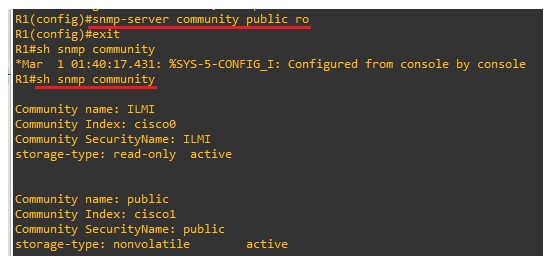 R1(config)#snmp-server community public ro
R1(config)#exit
R1#sh snmp community
*Mar  1 01:40:17.431: %SYS-5-CONFIG_I: Configured from console by console
R1#sh snmp community
Community name: ILMI
Community Index: cisco0
Community SecurityName: ILMI
storage-type: read-only  active
Community name: public
Community Index: cisco1
Community SecurityName: public
storage-type: nonvolatile        active